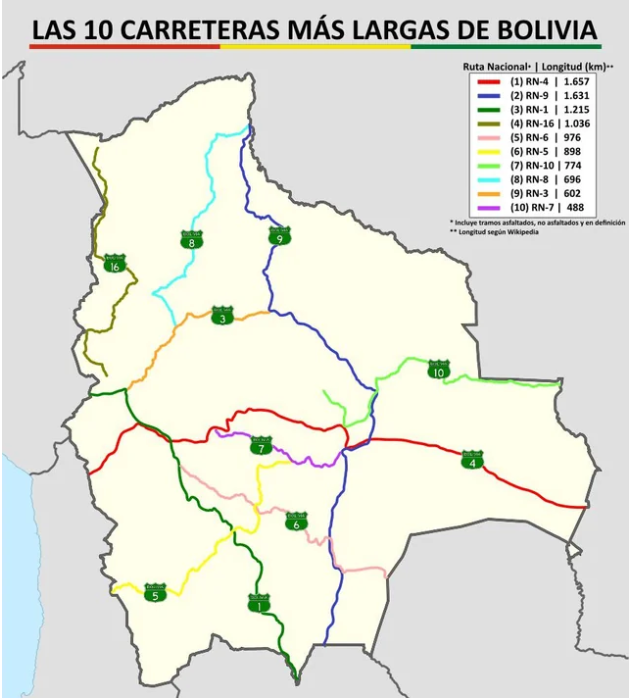 LAS 10 CARRETERAS MÁS LARGAS DE BOLIVIA
Ruta Nacional* | Longitud (km)**
(1) RN-4 | 1.657
(2) RN-9 | 1.631
(3) RN-1 | 1.215
(4) RN-16 | 1.036
(5) RN-6 | 976
(6) RN-5 | 898
(7) RN-10 | 774
(8) RN-8 | 696
(9) RN-3 | 602
(10) RN-7 | 488
* Incluye tramos asfaltados, no asfaltados y en definición
** Longitud según Wikipedia
8
9
16
3
10
7
4
6
5
1